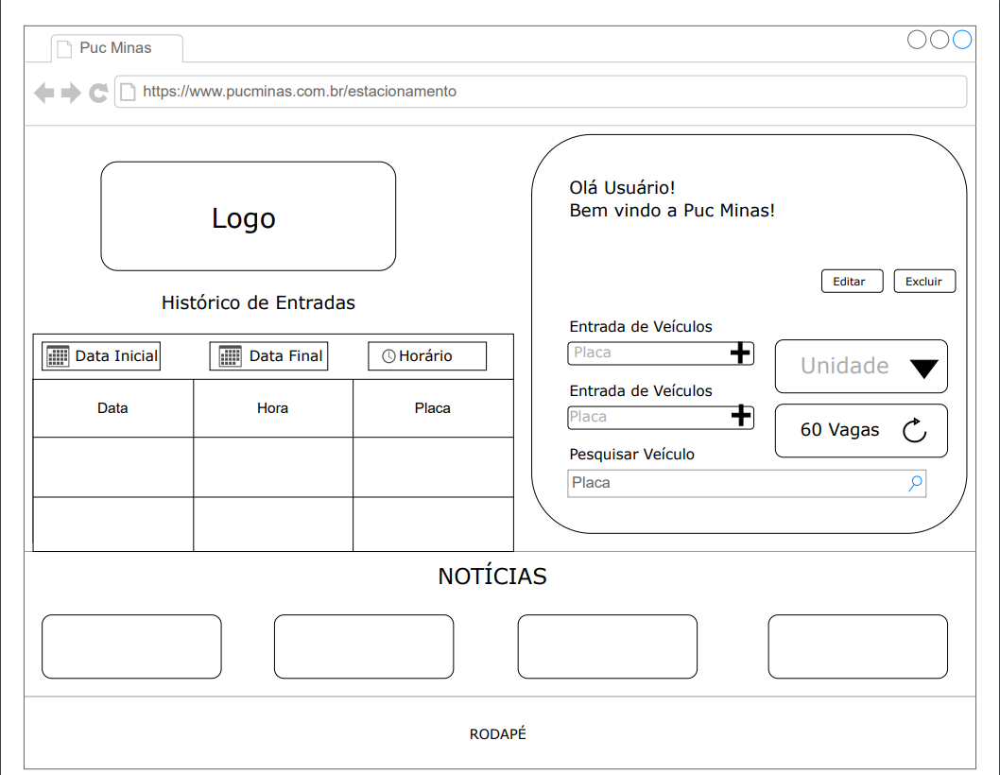 Puc Minas
https://www.pucminas.com.br/estacionamento
Logo
Histórico de Entradas
Data Inicial
Data Final
Horário
Data
Hora
Placa
Olá Usuário!
Bem vindo a Puc Minas!
Editar
Excluir
Entrada de Veículos
Placa
Unidade
Entrada de Veículos
Placa
60 Vagas
Pesquisar Veículo
Placa
NOTÍCIAS
RODAPÉ